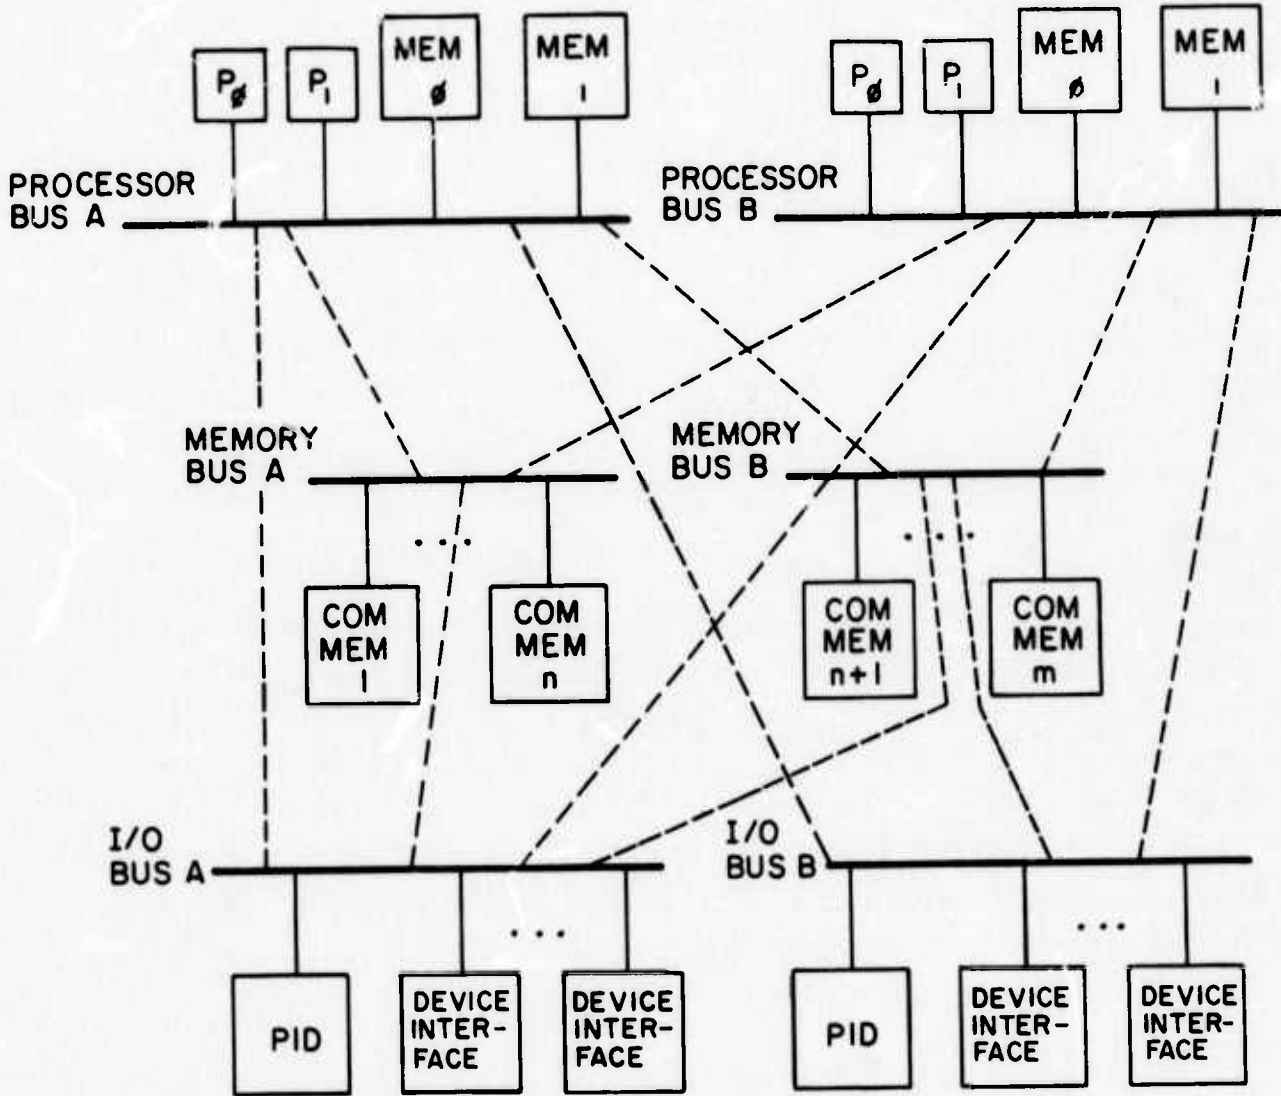 PØ
P1
MEM
Ø
MEM
1
PROCESSOR
BUS A
PØ
P1
MEM
Ø
MEM
1
PROCESSOR
BUS B
MEMORY
BUS A
...
COM
MEM
1
COM
MEM
n
MEMORY
BUS B
...
COM
MEM
n+1
COM
MEM
m
I/O
BUS A
...
PID
DEVICE
INTER-
FACE
DEVICE
INTER-
FACE
I/O
BUS B
...
PID
DEVICE
INTER-
FACE
DEVICE
INTER-
FACE